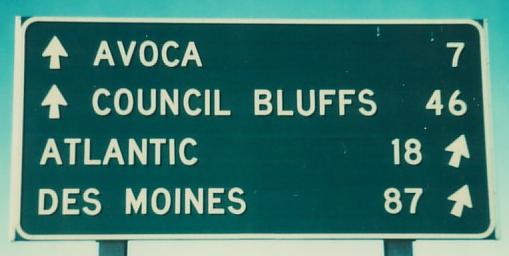 AVOCA 7
COUNCIL BLUFFS 46
ATLANTIC 18
DES MOINES 87